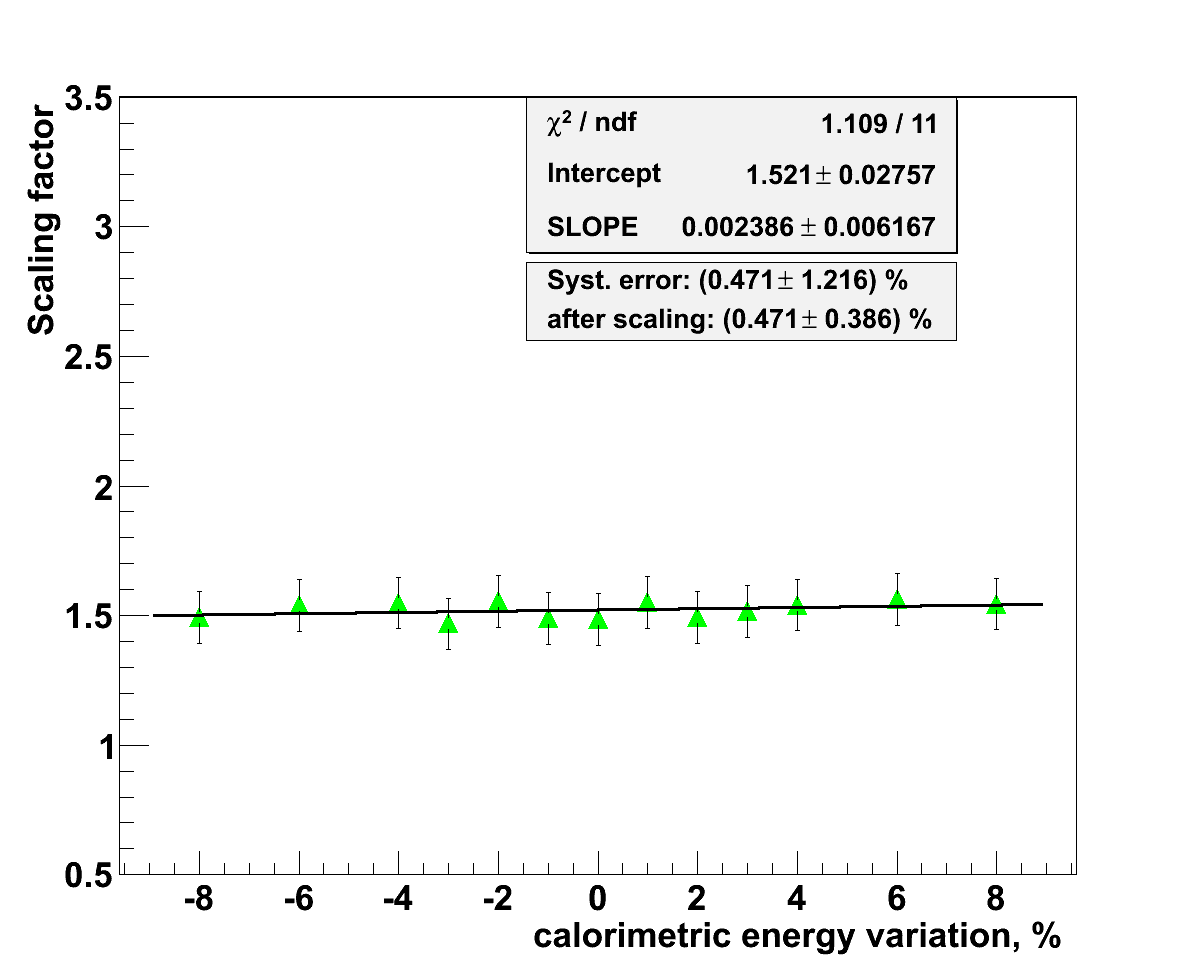 Scaling factor
3.5
3
2.5
2
1.5
1
0.5
χ² / ndf 1.109 / 11
Intercept 1.521 ± 0.02757
SLOPE 0.002386 ± 0.006167
Syst. error: (0.471 ± 1.216) %
after scaling: (0.471 ± 0.386) %
-8 -6 -4 -2 0 2 4 6 8
calorimetric energy variation, %